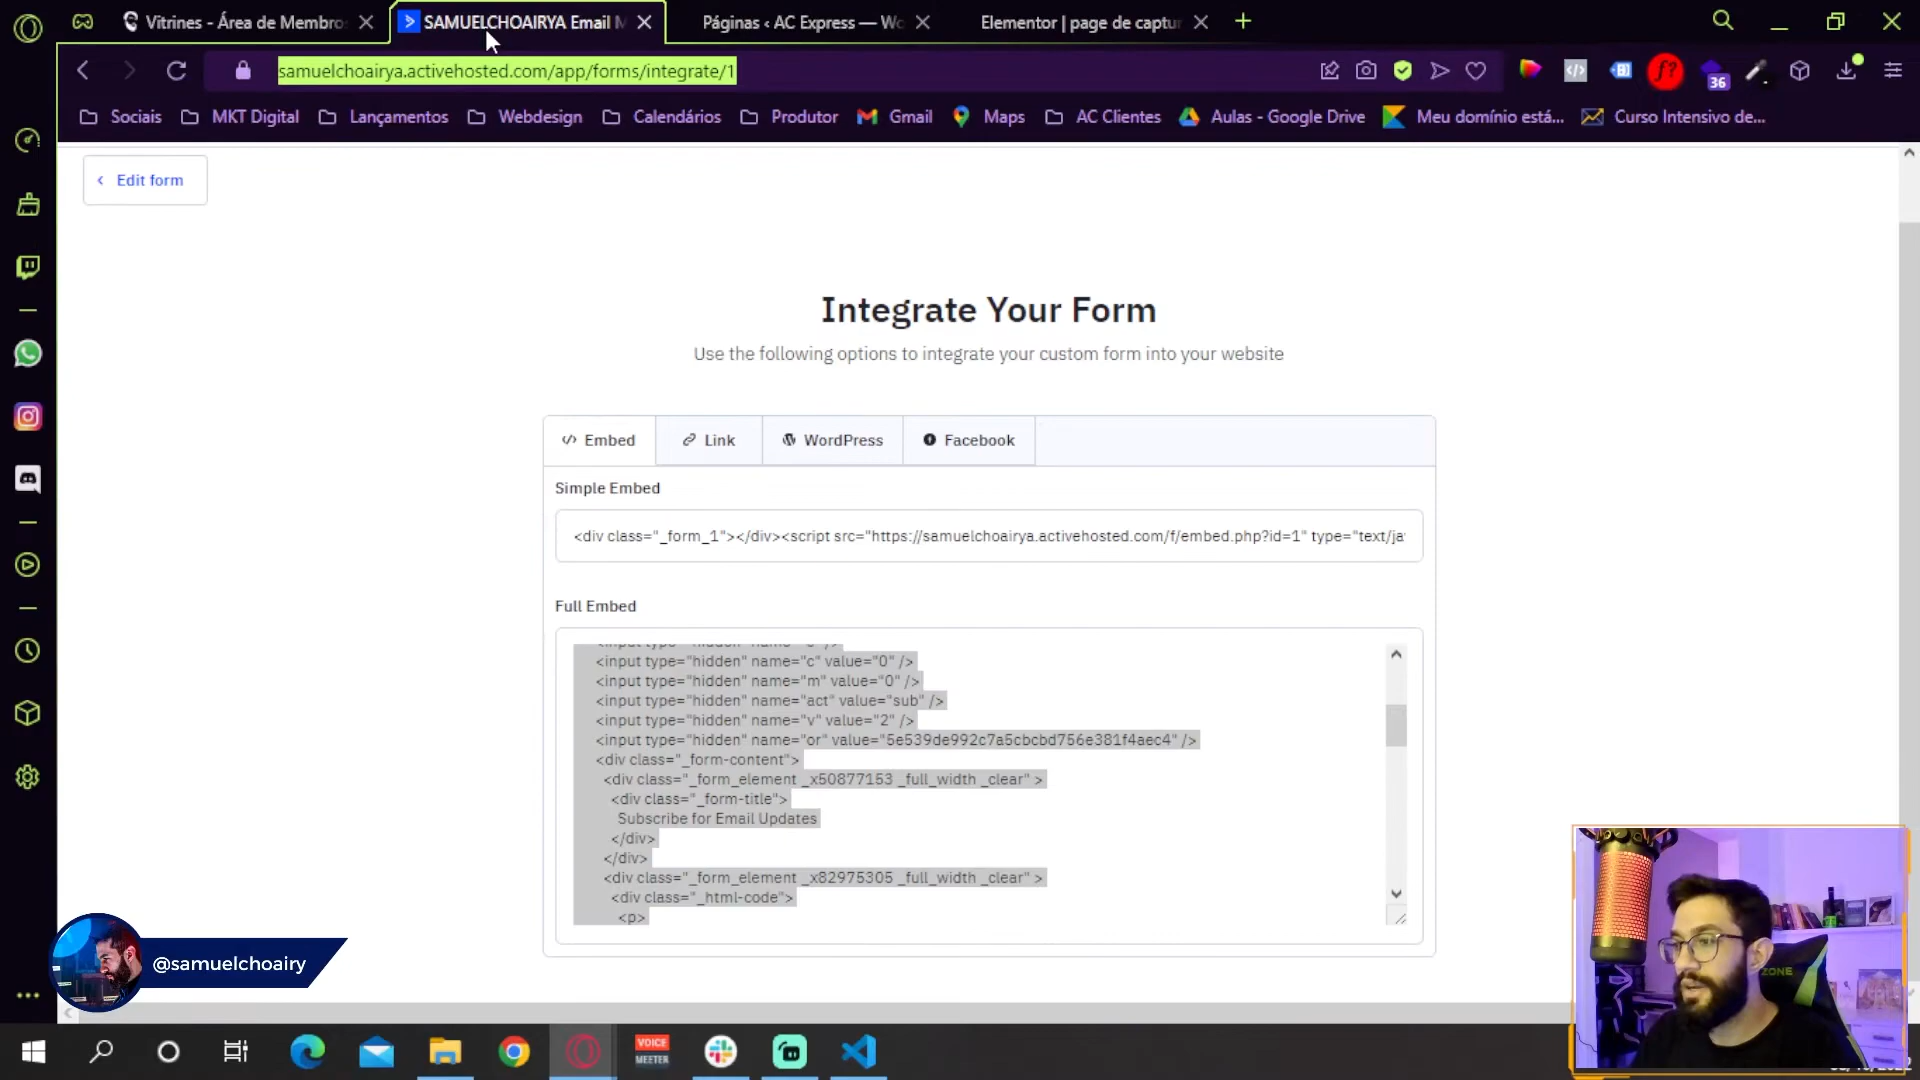 Vitrines - Área de Membro
SAMUELCHOAIRYA Email M
Páginas ‹ AC Express — Wo
Elementor | page de captur
samuelchoairya.activehosted.com/app/forms/integrate/1
f?
36
Sociais
MKT Digital
Lançamentos
Webdesign
Calendários
Produtor
Gmail
Maps
AC Clientes
Aulas - Google Drive
Meu domínio está...
Curso Intensivo de...
Edit form
Integrate Your Form
Use the following options to integrate your custom form into your website
Embed
Link
WordPress
Facebook
Simple Embed
<div class="_form_1"></div><script src="https://samuelchoairya.activehosted.com/f/embed.php?id=1" type="text/ja
Full Embed
<input type="hidden" name="c" value="0" />
<input type="hidden" name="m" value="0" />
<input type="hidden" name="act" value="sub" />
<input type="hidden" name="v" value="2" />
<input type="hidden" name="or" value="5e539de992c7a5cbcbd756e381f4aec4" />
<div class="_form-content">
<div class="_form_element _x50877153 _full_width _clear" >
<div class="_form-title">
Subscribe for Email Updates
</div>
</div>
<div class="_form_element _x82975305 _full_width _clear" >
<div class="_html-code">
<p>
@samuelchoairy
ZONE
VOICE
MEETER